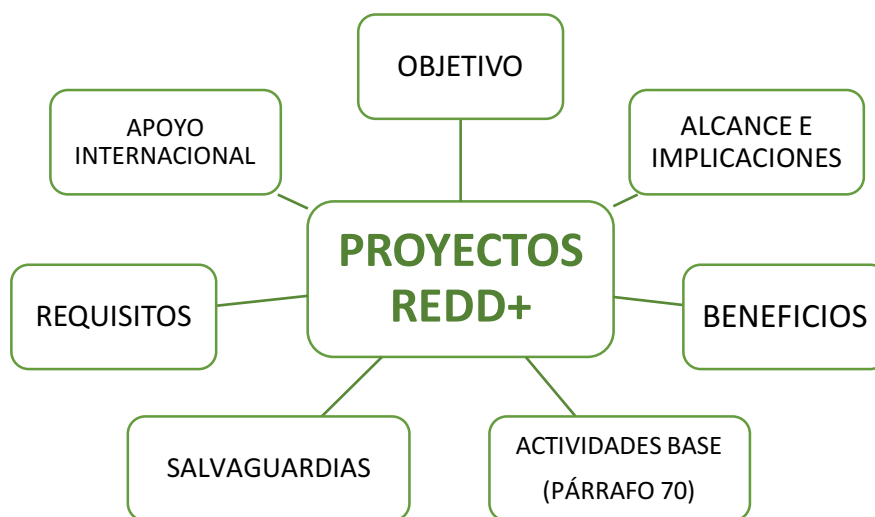 OBJETIVO
APOYO
INTERNACIONAL
ALCANCE E
IMPLICACIONES
PROYECTOS
REDD+
REQUISITOS
BENEFICIOS
SALVAGUARDIAS
ACTIVIDADES BASE
(PÁRRAFO 70)